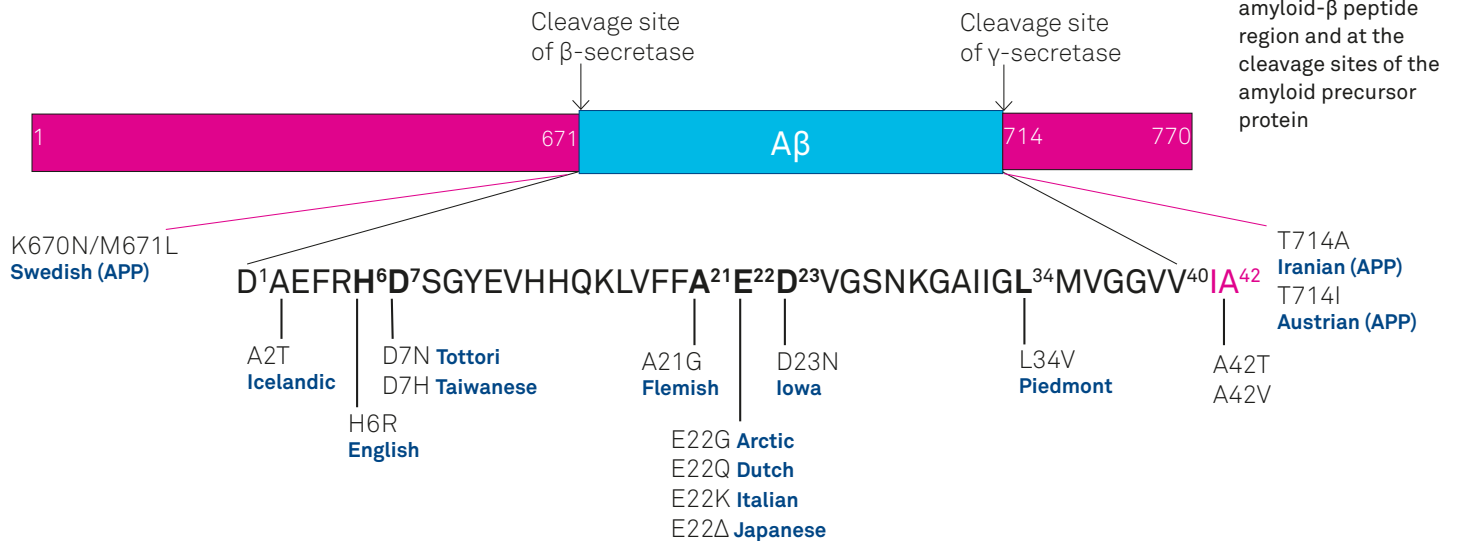 Cleavage site
of β-secretase
Cleavage site
of γ-secretase
amyloid-β peptide
region and at the
cleavage sites of the
amyloid precursor
protein
1
671
Aβ
714
770
K670N/M671L
Swedish (APP)
D¹AEFRH⁶D⁷SGYEVHHQKLVFFA²¹E²²D²³VGSNKGAIIGL³⁴MVGGVV⁴⁰IA⁴²
T714A
Iranian (APP)
T714I
Austrian (APP)
A2T
Icelandic
H6R
English
D7N Tottori
D7H Taiwanese
A21G
Flemish
E22G Arctic
E22Q Dutch
E22K Italian
E22Δ Japanese
D23N
Iowa
L34V
Piedmont
A42T
A42V